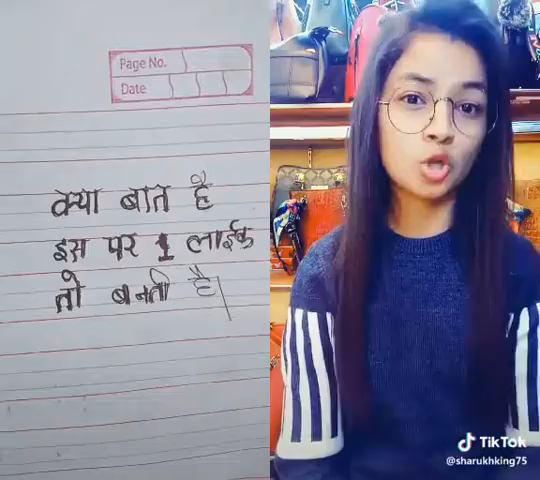 Page No.
Date
क्या बात है
इस पर 1 लाईक
तो बनती है।
TikTok
@sharukhking75